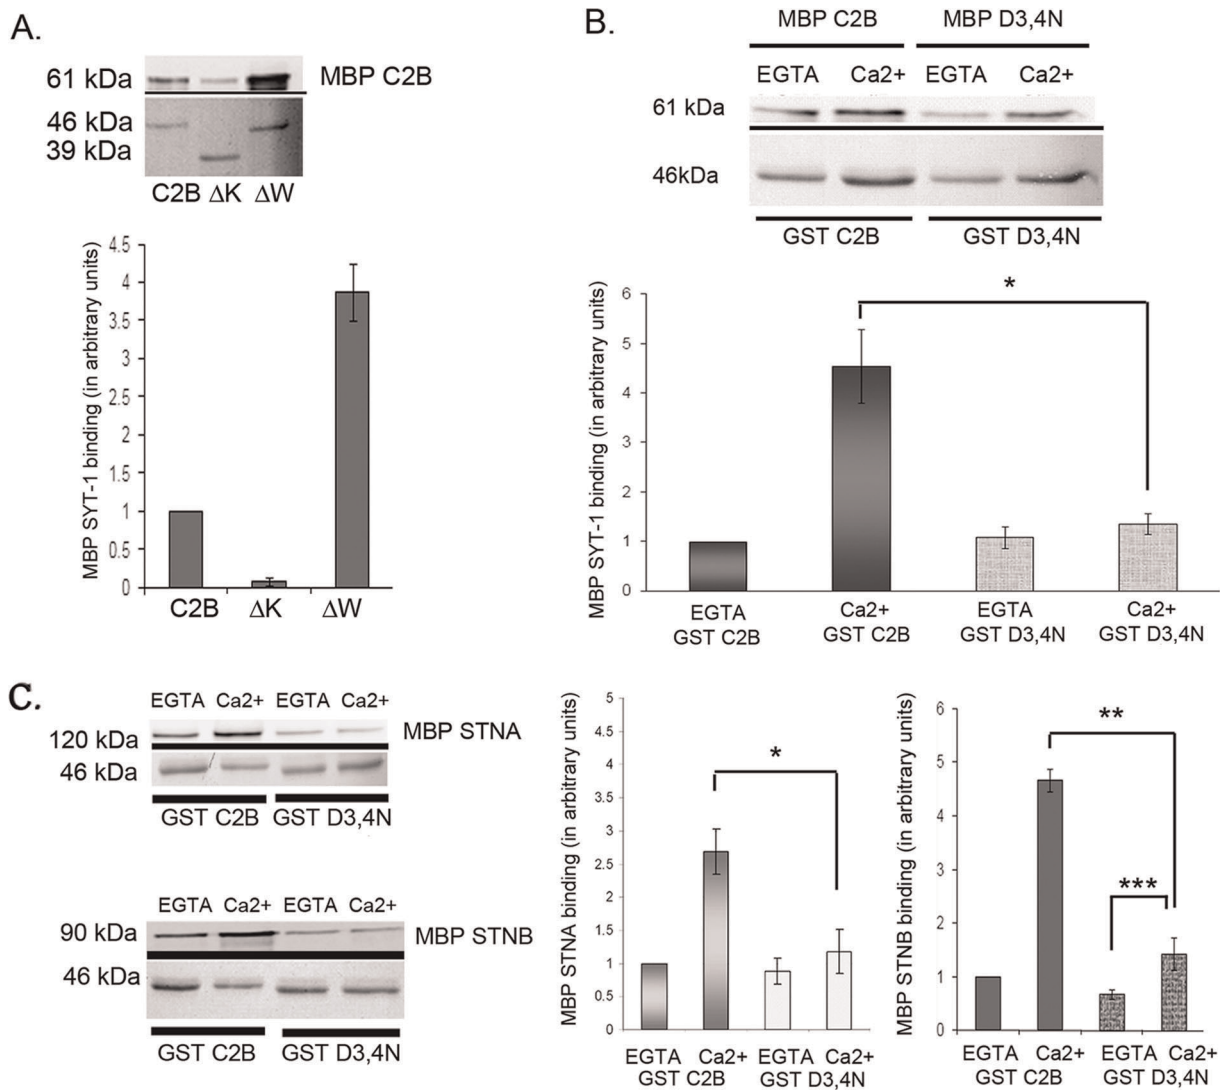 A.
61 kDa
MBP C2B
46 kDa
39 kDa
C2B ΔK ΔW
MBP SYT-1 binding (in arbitrary units)
4.5
4
3.5
3
2.5
2
1.5
1
0.5
0
C2B ΔK ΔW
B.
MBP C2B MBP D3,4N
EGTA Ca2+ EGTA Ca2+
61 kDa
46kDa
GST C2B GST D3,4N
MBP SYT-1 binding (in arbitrary units)
6
5
4
3
2
1
0
*
EGTA Ca2+ EGTA Ca2+
GST C2B GST C2B GST D3,4N GST D3,4N
C.
EGTA Ca2+ EGTA Ca2+
120 kDa
MBP STNA
46 kDa
GST C2B GST D3,4N
EGTA Ca2+ EGTA Ca2+
90 kDa
MBP STNB
46 kDa
GST C2B GST D3,4N
MBP STNA binding (in arbitrary units)
5
4.5
4
3.5
3
2.5
2
1.5
1
0.5
0
*
EGTA Ca2+ EGTA Ca2+
GST C2B GST D3,4N
MBP STNB binding (in arbitrary units)
6
5
4
3
2
1
0
**
***
EGTA Ca2+ EGTA Ca2+
GST C2B GST D3,4N